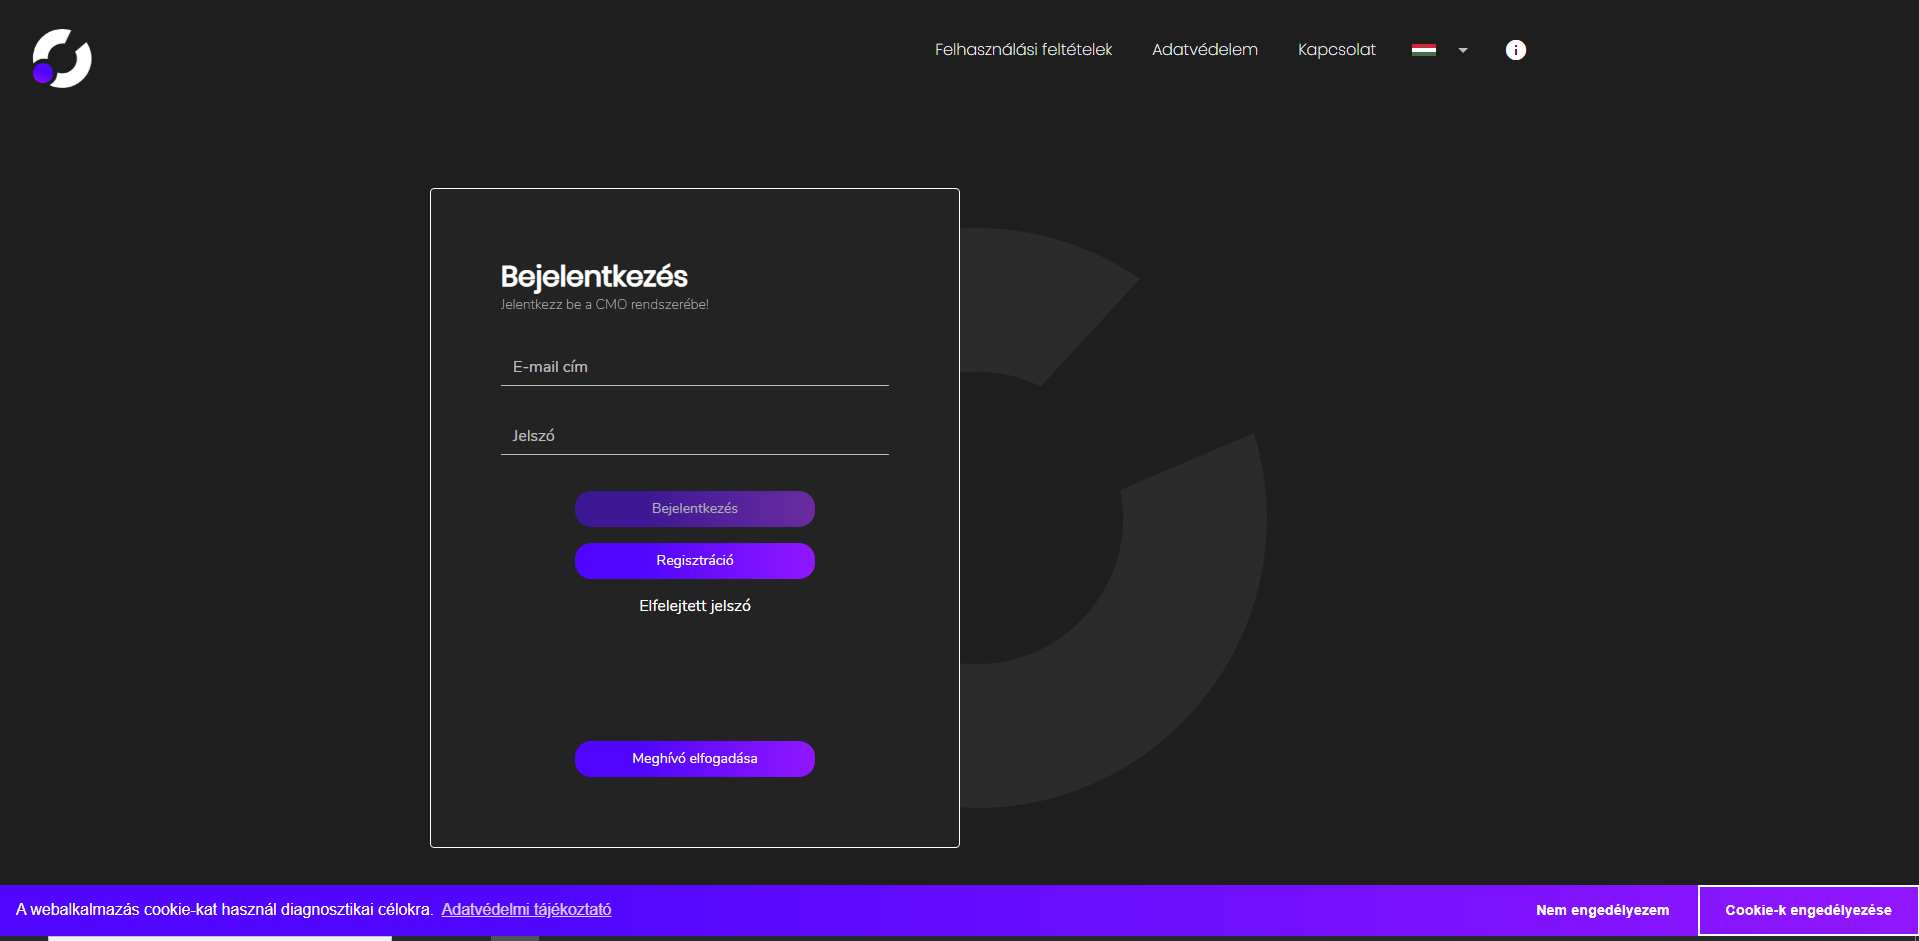 Felhasználási feltételek
Adatvédelem
Kapcsolat
Bejelentkezés
Jelentkezz be a CMO rendszerébe!
E-mail cím
Jelszó
Bejelentkezés
Regisztráció
Elfelejtett jelszó
Meghívó elfogadása
A webalkalmazás cookie-kat használ diagnosztikai célokra. Adatvédelmi tájékoztató
Nem engedélyezem
Cookie-k engedélyezése